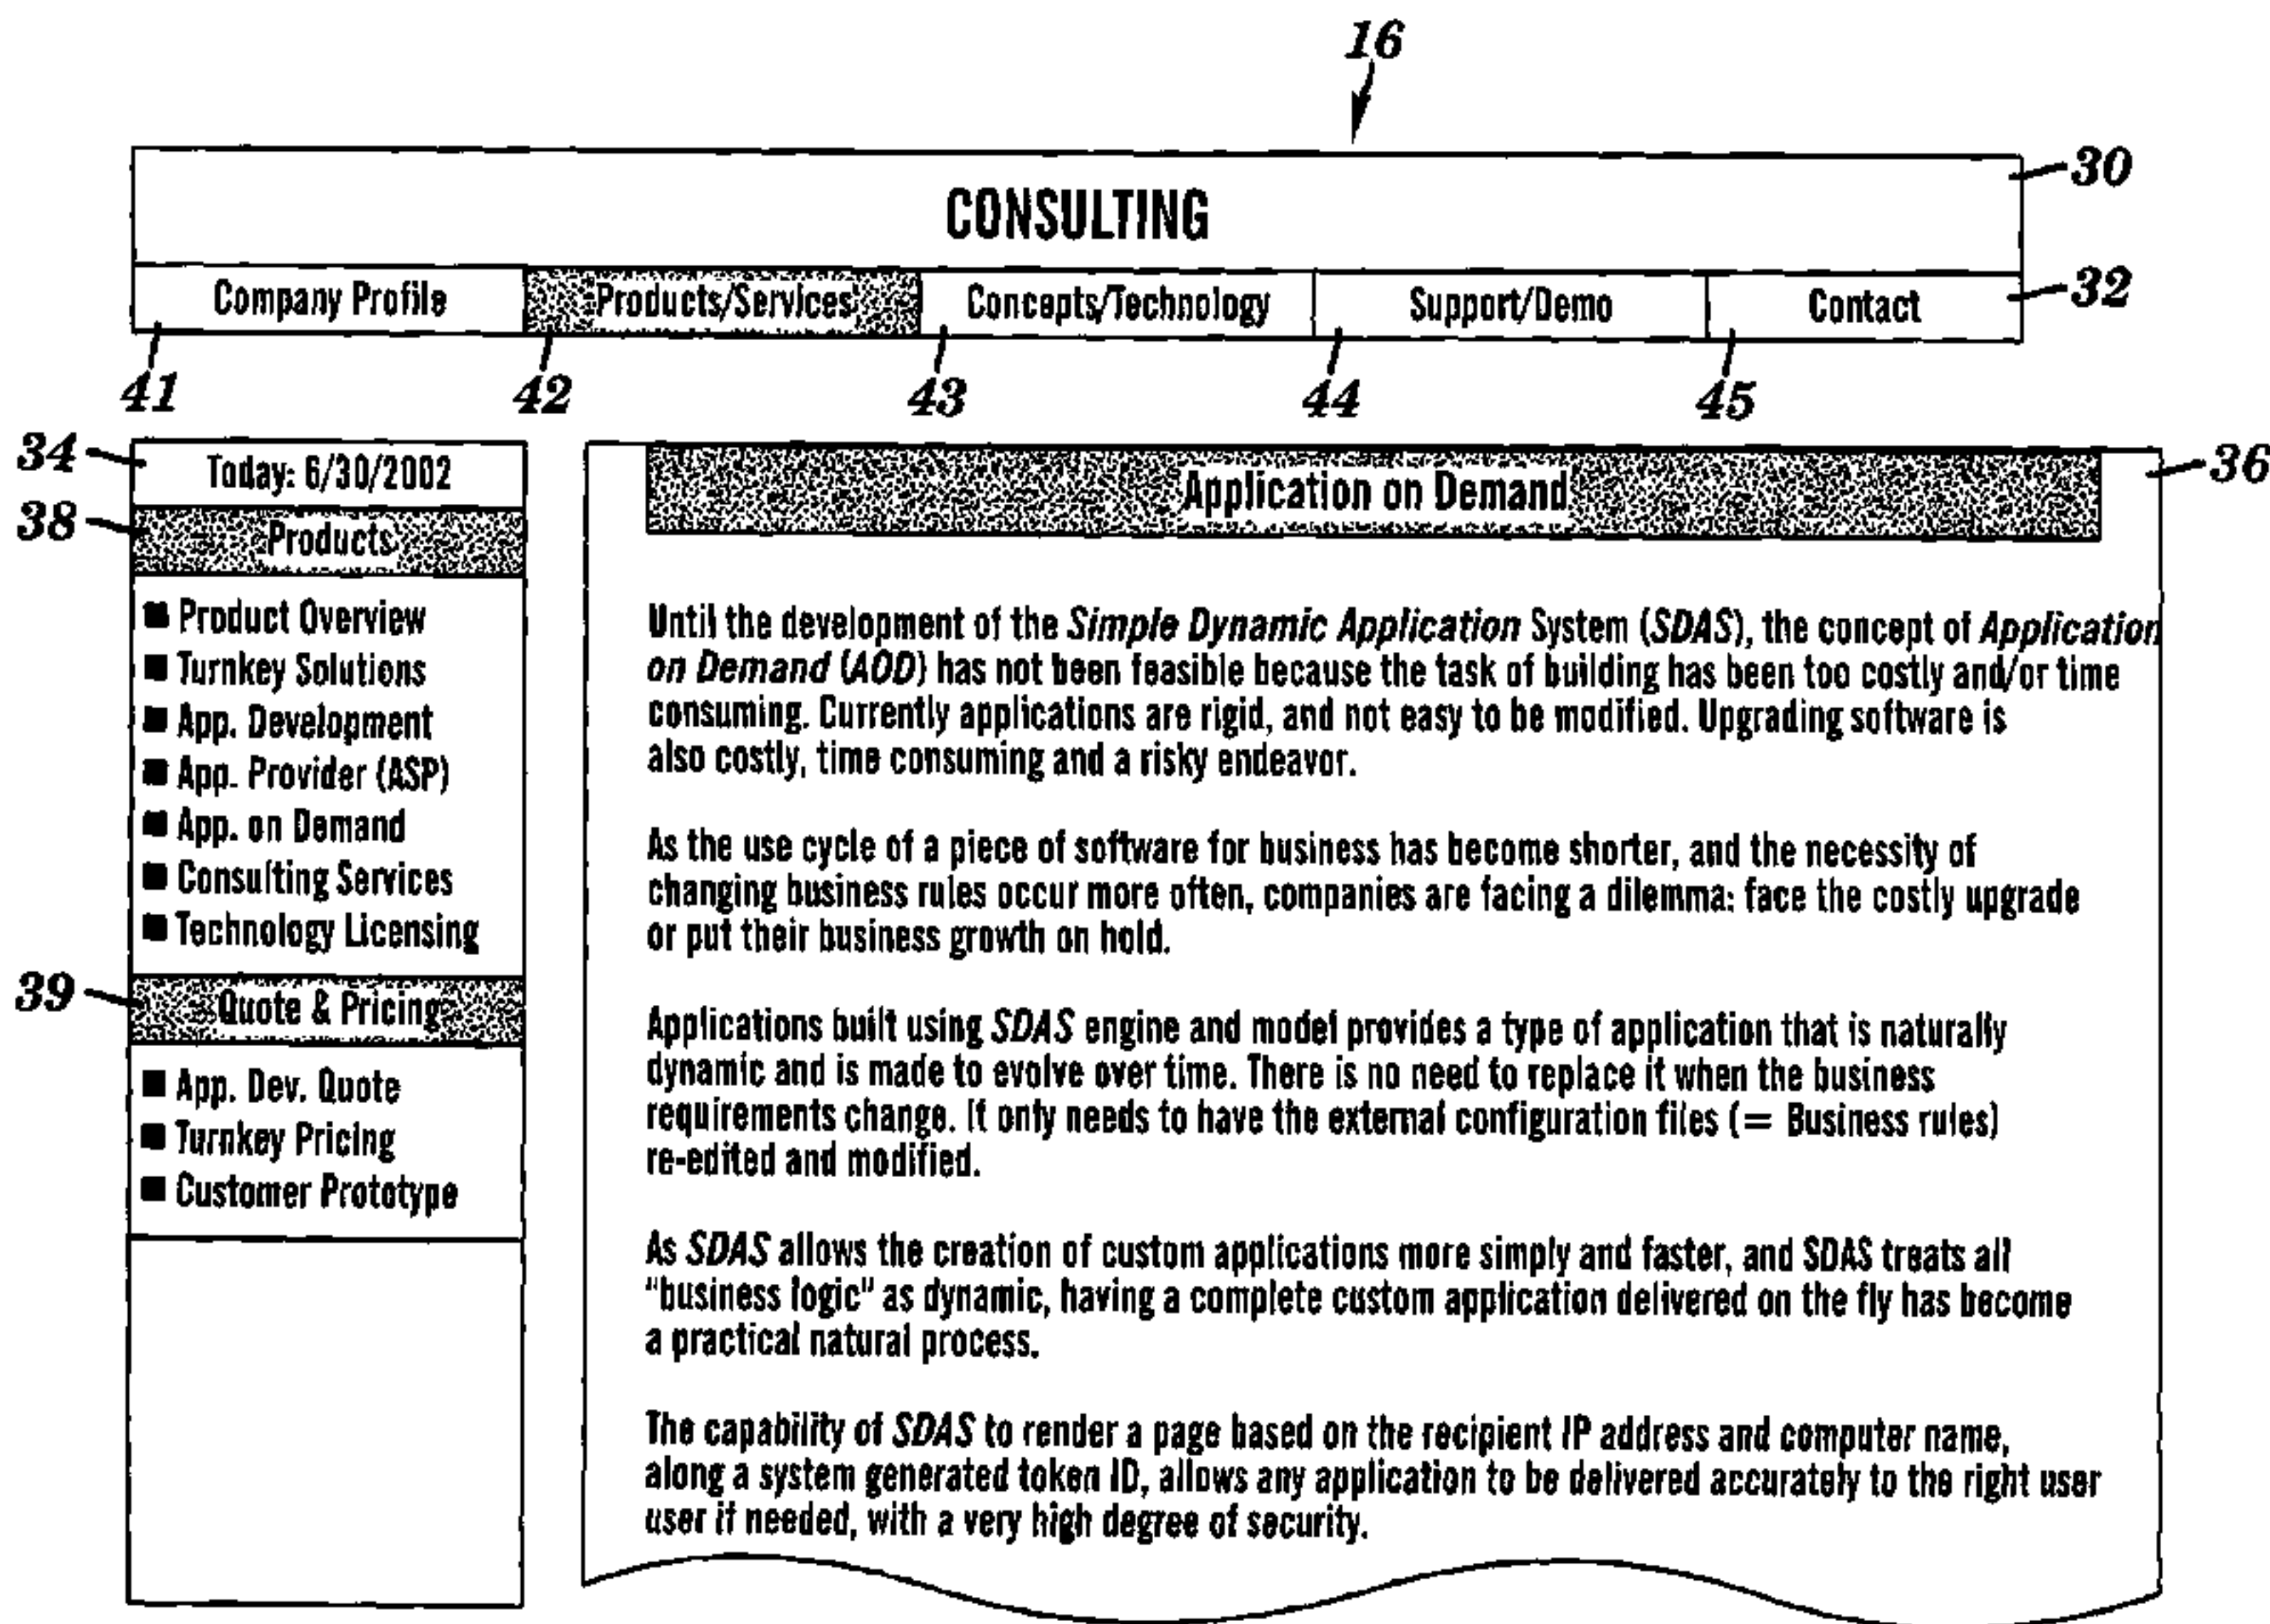 16
30
CONSULTING
Company Profile Products/Services Concepts/Technology Support/Demo Contact
32
41 42 43 44 45
34
Today: 6/30/2002
38
Products
■ Product Overview
■ Turnkey Solutions
■ App. Development
■ App. Provider (ASP)
■ App. on Demand
■ Consulting Services
■ Technology Licensing
39
Quote & Pricing
■ App. Dev. Quote
■ Turnkey Pricing
■ Customer Prototype
36
Application on Demand
Until the development of the Simple Dynamic Application System (SDAS), the concept of Application
on Demand (AOD) has not been feasible because the task of building has been too costly and/or time
consuming. Currently applications are rigid, and not easy to be modified. Upgrading software is
also costly, time consuming and a risky endeavor.
As the use cycle of a piece of software for business has become shorter, and the necessity of
changing business rules occur more often, companies are facing a dilemma: face the costly upgrade
or put their business growth on hold.
Applications built using SDAS engine and model provides a type of application that is naturally
dynamic and is made to evolve over time. There is no need to replace it when the business
requirements change. It only needs to have the external configuration files (= Business rules)
re-edited and modified.
As SDAS allows the creation of custom applications more simply and faster, and SDAS treats all
"business logic" as dynamic, having a complete custom application delivered on the fly has become
a practical natural process.
The capability of SDAS to render a page based on the recipient IP address and computer name,
along a system generated token ID, allows any application to be delivered accurately to the right user
user if needed, with a very high degree of security.